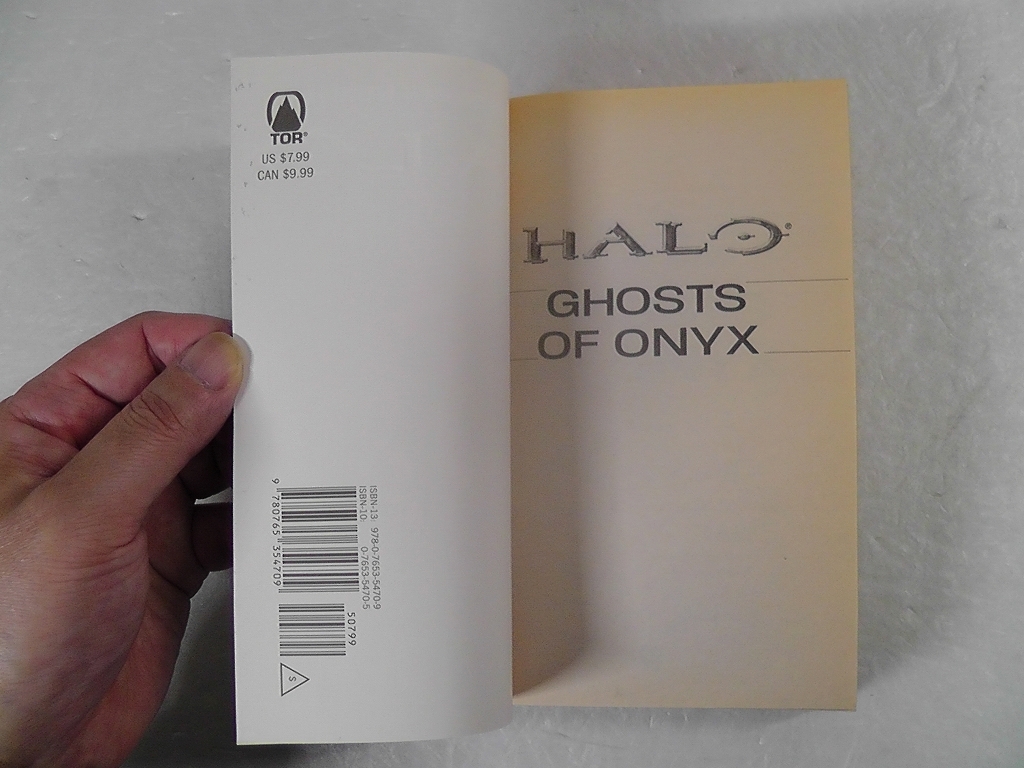 TOR®
US $7.99
CAN $9.99
ISBN-13: 978-0-7653-5470-9
ISBN-10: 0-7653-5470-5
9 780765 354709
50799
S
HALO®
GHOSTS
OF ONYX